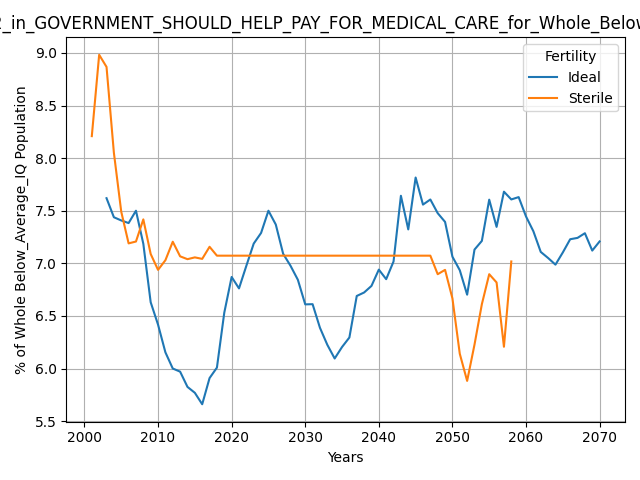 _in_GOVERNMENT_SHOULD_HELP_PAY_FOR_MEDICAL_CARE_for_Whole_Below
Fertility
Ideal
Sterile
% of Whole Below_Average_IQ Population
9.0
8.5
8.0
7.5
7.0
6.5
6.0
5.5
2000 2010 2020 2030 2040 2050 2060 2070
Years